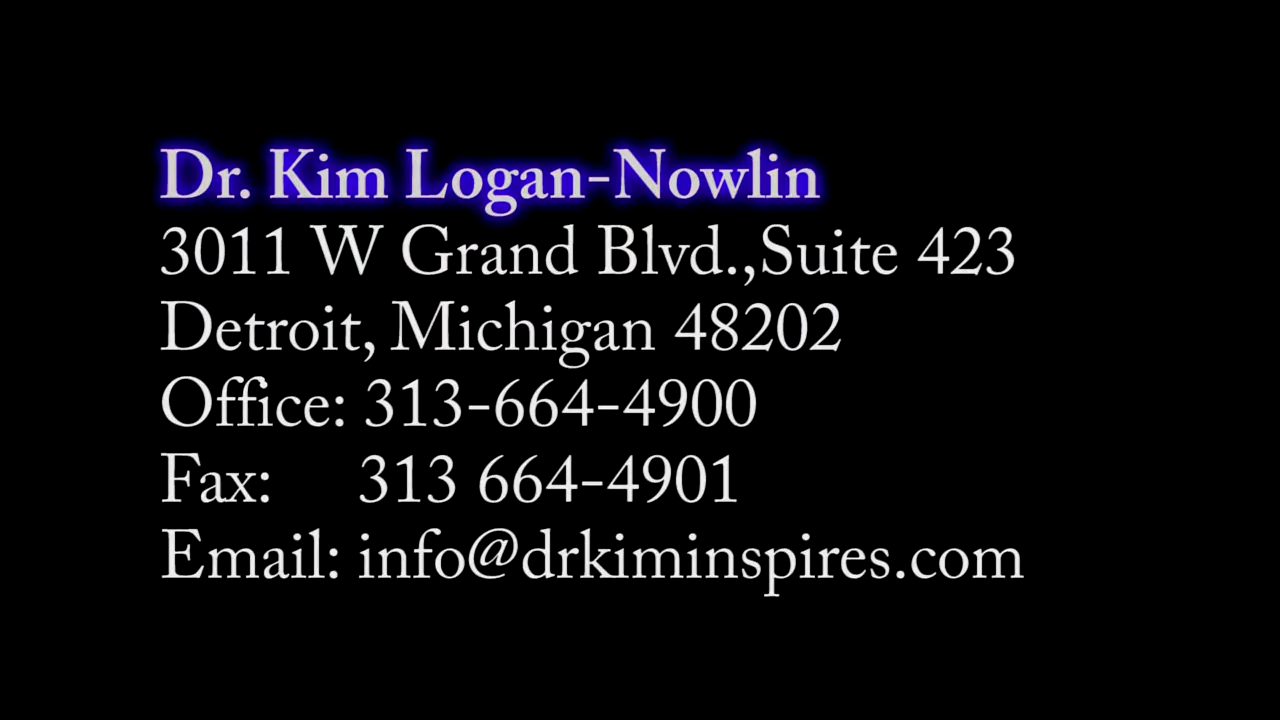 Dr. Kim Logan-Nowlin
3011 W Grand Blvd.,Suite 423
Detroit, Michigan 48202
Office: 313-664-4900
Fax: 313 664-4901
Email: info@drkiminspires.com